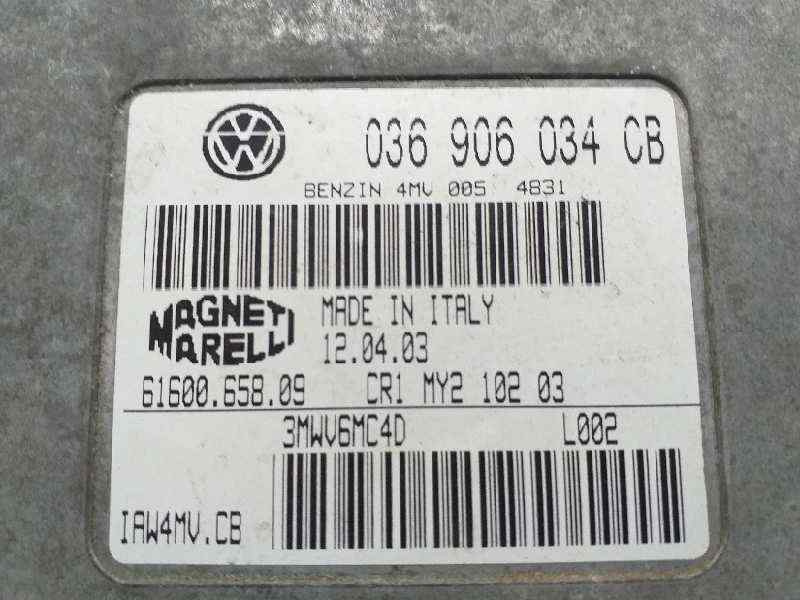 036 906 034 CB
BENZIN 4MV 005 4831
MAGNETI
MARELLI
MADE IN ITALY
12.04.03
61600.658.09 CR1 MY2 102 03
3MWV6MC4D L002
IAW4MV.CB